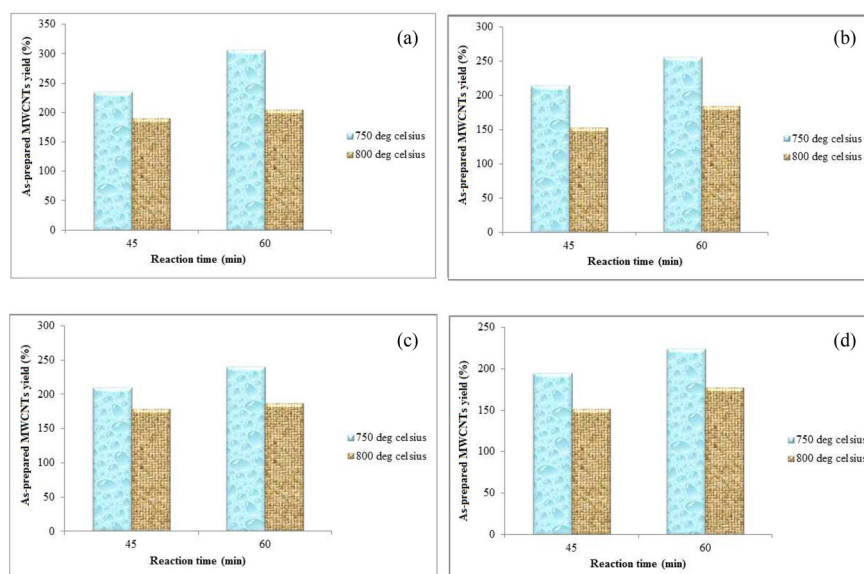 (a)
As-prepared MWCNTs yield (%)
350
300
250
200
150
100
50
0
45
60
Reaction time (min)
750 deg celsius
800 deg celsius
(b)
As-prepared MWCNTs yield (%)
300
250
200
150
100
50
0
45
60
Reaction time (min)
750 deg celsius
800 deg celsius
(c)
As-prepared MWCNTs yield (%)
300
250
200
150
100
50
0
45
60
Reaction time (min)
750 deg celsius
800 deg celsius
(d)
As-prepared MWCNTs yield (%)
250
200
150
100
50
0
45
60
Reaction time (min)
750 deg celsius
800 deg celsius